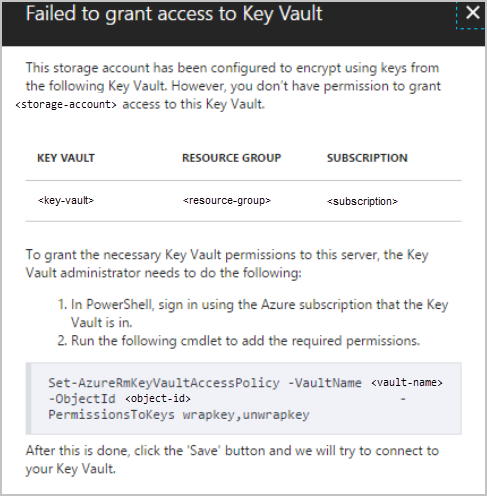 Failed to grant access to Key Vault
This storage account has been configured to encrypt using keys from
the following Key Vault. However, you don't have permission to grant
<storage-account> access to this Key Vault.
KEY VAULT RESOURCE GROUP SUBSCRIPTION
<key-vault> <resource-group> <subscription>
To grant the necessary Key Vault permissions to this server, the Key
Vault administrator needs to do the following:
1. In PowerShell, sign in using the Azure subscription that the Key
Vault is in.
2. Run the following cmdlet to add the required permissions.
Set-AzureRmKeyVaultAccessPolicy -VaultName <vault-name>
-ObjectId <object-id> -
PermissionsToKeys wrapkey,unwrapkey
After this is done, click the 'Save' button and we will try to connect to
your Key Vault.